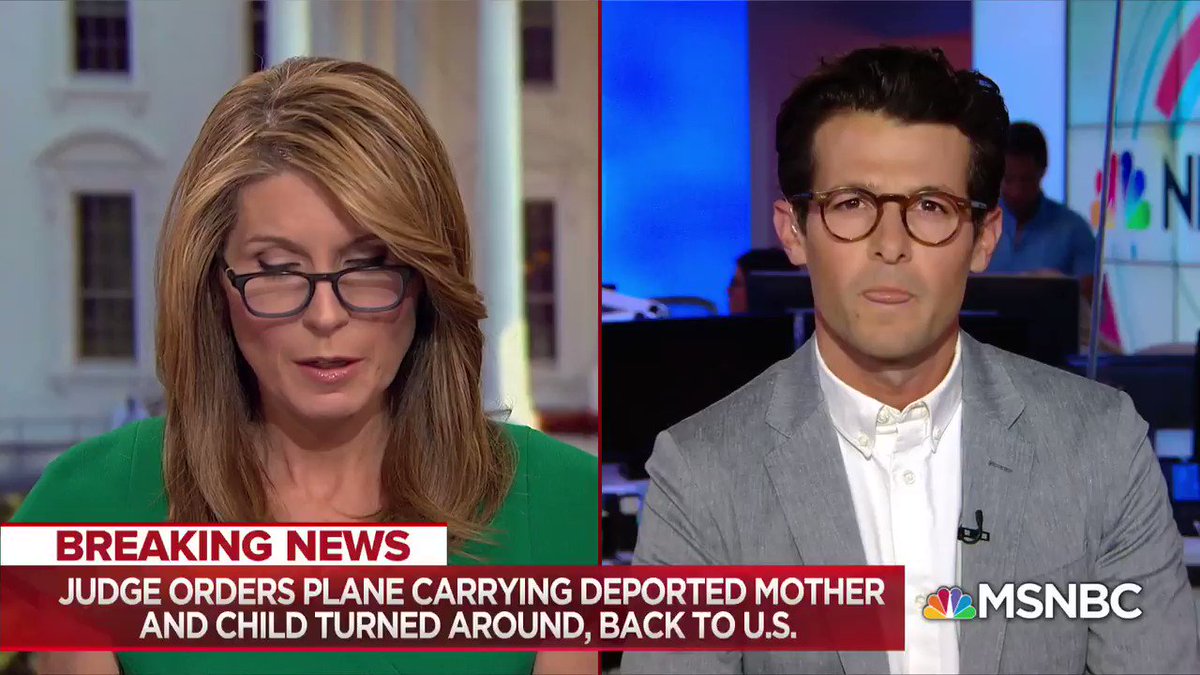 BREAKING NEWS
JUDGE ORDERS PLANE CARRYING DEPORTED MOTHER
AND CHILD TURNED AROUND, BACK TO U.S.
MSNBC